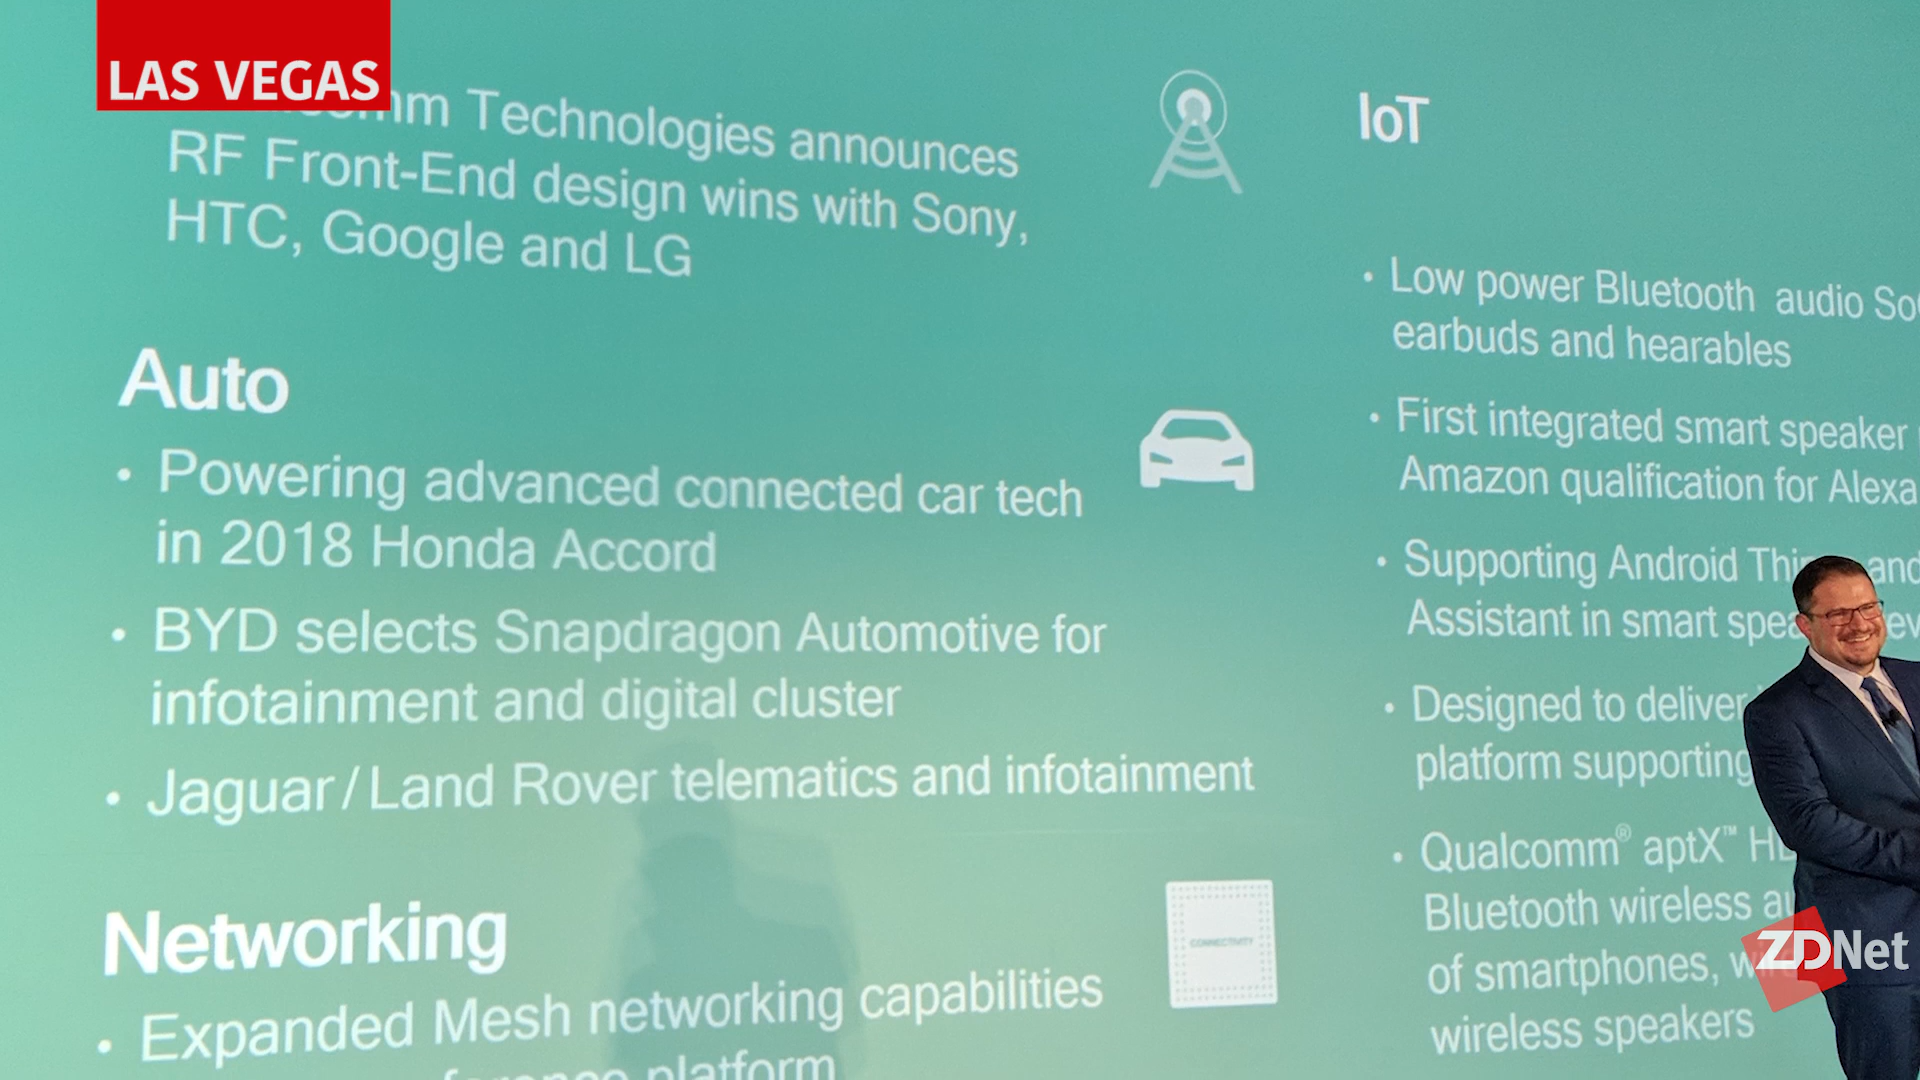 LAS VEGAS
Technologies announces
RF Front-End design wins with Sony,
HTC, Google and LG
Auto
• Powering advanced connected car tech
in 2018 Honda Accord
• BYD selects Snapdragon Automotive for
infotainment and digital cluster
• Jaguar / Land Rover telematics and infotainment
Networking
• Expanded Mesh networking capabilities
platform
CONNECTIVITY
IoT
• Low power Bluetooth audio
earbuds and hearables
• First integrated smart speaker
Amazon qualification for Alexa
• Supporting Android
Assistant in smart
• Designed to deliver
platform supporting
• Qualcomm® aptX™
Bluetooth wireless
of smartphones,
wireless speakers
ZDNet